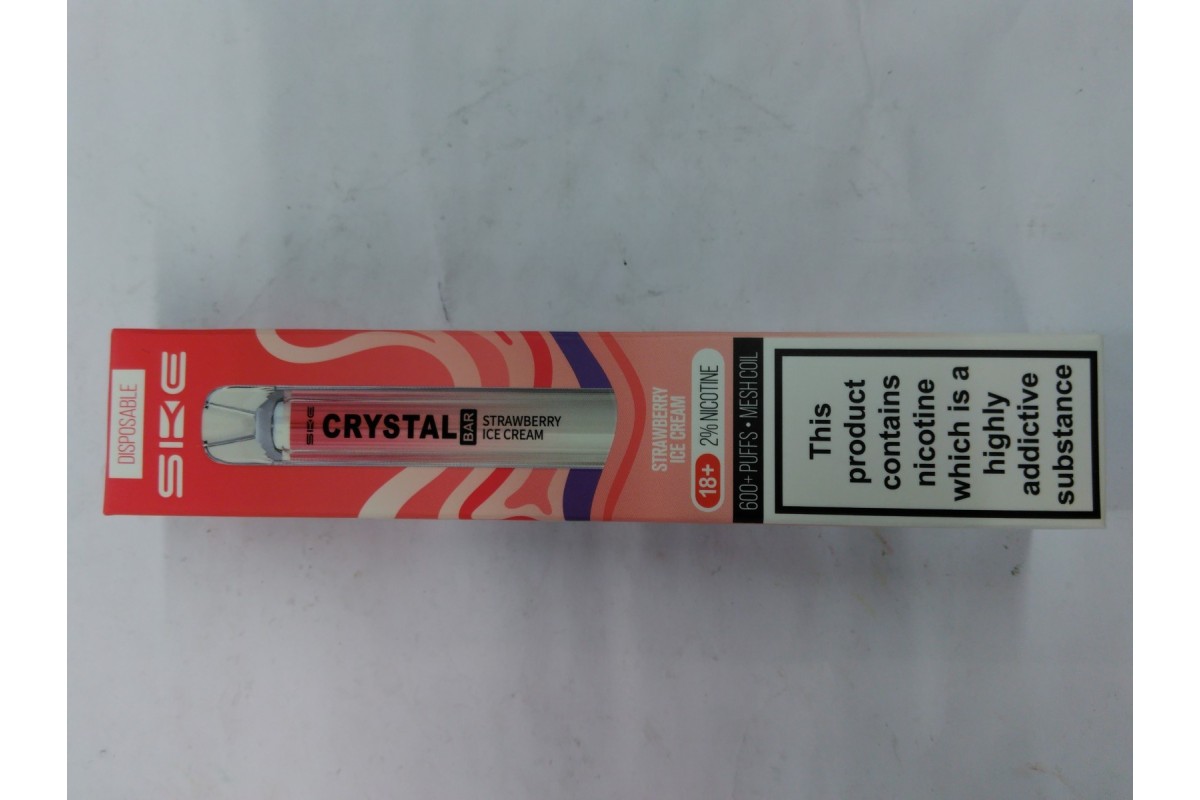 DISPOSABLE
SKE
SKE CRYSTAL BAR
STRAWBERRY
ICE CREAM
STRAWBERRY
ICE CREAM
18+ 2% NICOTINE
600+ PUFFS • MESH COIL
This
product
contains
nicotine
which is a
highly
addictive
substance